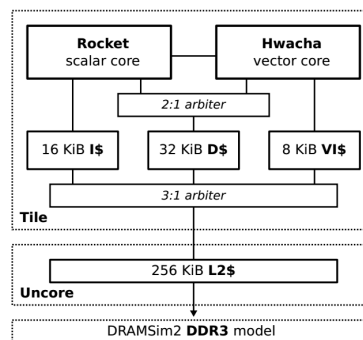 Rocket
scalar core
Hwacha
vector core
2:1 arbiter
16 KiB I$
32 KiB D$
8 KiB VI$
3:1 arbiter
Tile
256 KiB L2$
Uncore
DRAMSim2 DDR3 model